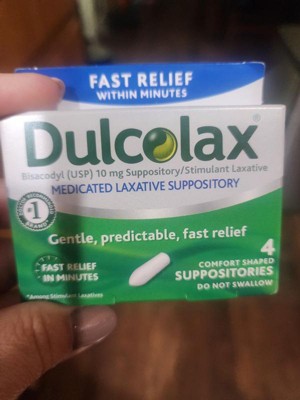 FAST RELIEF
WITHIN MINUTES
Dulcolax®
Bisacodyl (USP) 10 mg Suppository/Stimulant Laxative
MEDICATED LAXATIVE SUPPOSITORY
#1
BRAND*
Gentle, predictable, fast relief
FAST RELIEF
IN MINUTES
4
COMFORT SHAPED
SUPPOSITORIES
DO NOT SWALLOW
*Among Stimulant Laxatives